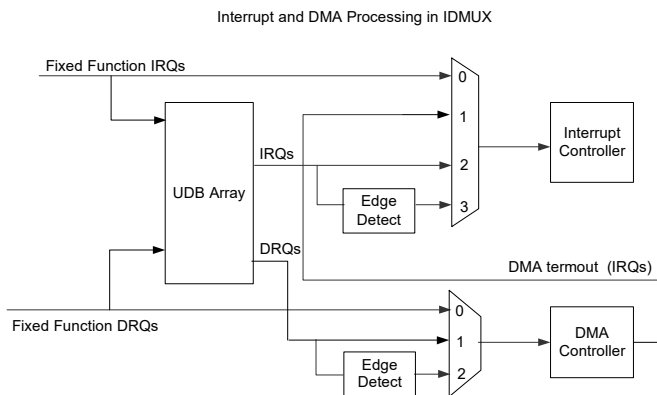 Interrupt and DMA Processing in IDMUX
Fixed Function IRQs
0
1
Interrupt
Controller
IRQs
2
UDB Array
Edge
Detect
3
DRQs
DMA termout (IRQs)
0
Fixed Function DRQs
1
DMA
Controller
Edge
Detect
2